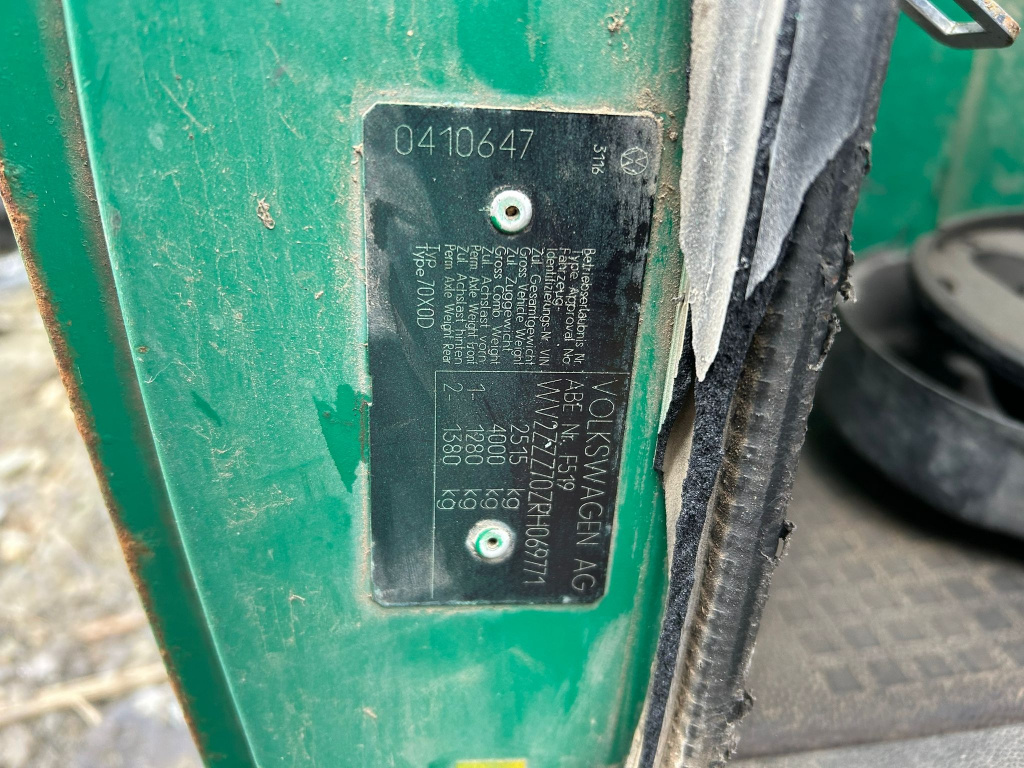 0410647
3116
VOLKSWAGEN AG
Betriebserlaubnis Nr.
Type Approval No.
ABE Nr. F519
Fahrzeug
Identifizierungs-Nr. VIN
WV2ZZZ70ZRH069771
Zul. Gesamtgewicht
Gross Vehicle Weight
2515 kg
Zul. Zuggewicht
Gross Comb. Weight
4000 kg
Zul. Achslast vorn
Perm. Axle Weight Front
1- 1280 kg
Zul. Achslast hinten
Perm. Axle Weight Rear
2- 1380 kg
Typ
Type 70X0D